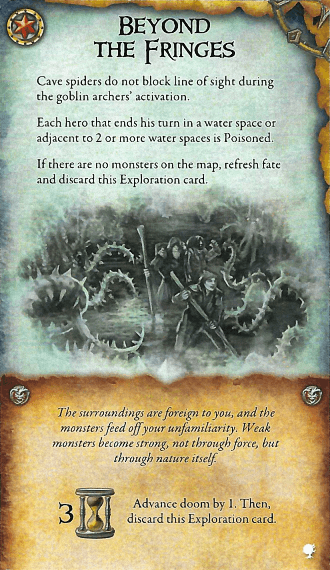 BEYOND
THE FRINGES
Cave spiders do not block line of sight during
the goblin archers' activation.
Each hero that ends his turn in a water space or
adjacent to 2 or more water spaces is Poisoned.
If there are no monsters on the map, refresh fate
and discard this Exploration card.
The surroundings are foreign to you, and the
monsters feed off your unfamiliarity. Weak
monsters become strong, not through force, but
through nature itself.
3
Advance doom by 1. Then,
discard this Exploration card.